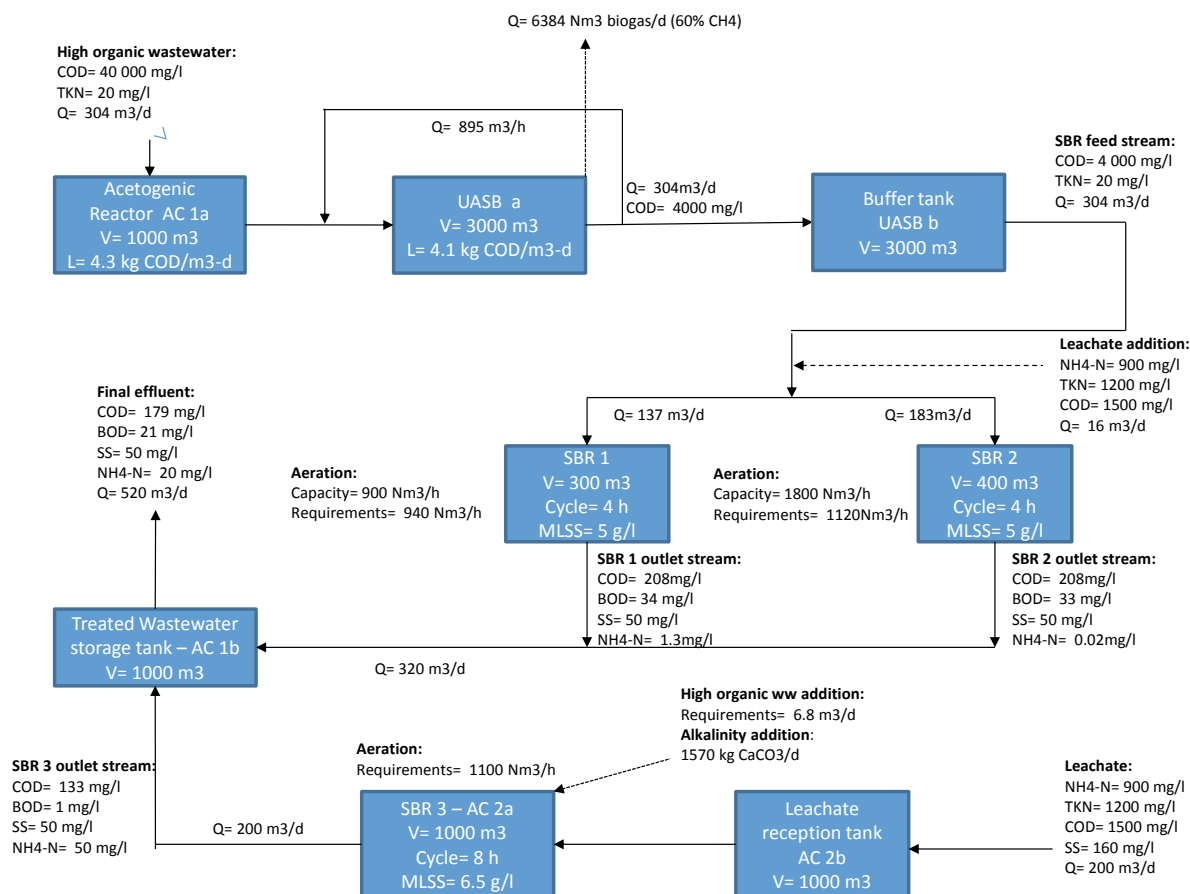 Q= 6384 Nm3 biogas/d (60% CH4)
High organic wastewater:
COD= 40 000 mg/l
TKN= 20 mg/l
Q=  304 m3/d
Q=  895 m3/h
SBR feed stream:
COD= 4 000 mg/l
TKN= 20 mg/l
Q=  304 m3/d
Acetogenic
Reactor  AC 1a
V= 1000 m3
L= 4.3 kg COD/m3-d
UASB  a
V= 3000 m3
L= 4.1 kg COD/m3-d
Q=  304m3/d
COD=  4000 mg/l
Buffer tank
UASB b
V= 3000 m3
Leachate addition:
NH4-N= 900 mg/l
TKN= 1200 mg/l
COD= 1500 mg/l
Q=  16 m3/d
Final effluent:
COD=  179 mg/l
BOD= 21 mg/l
SS= 50 mg/l
NH4-N=  20 mg/l
Q= 520 m3/d
Q= 137 m3/d
Q= 183m3/d
Aeration:
Capacity= 900 Nm3/h
Requirements=  940 Nm3/h
SBR 1
V= 300 m3
Cycle= 4 h
MLSS= 5 g/l
Aeration:
Capacity= 1800 Nm3/h
Requirements=  1120Nm3/h
SBR 2
V= 400 m3
Cycle= 4 h
MLSS= 5 g/l
SBR 1 outlet stream:
COD=  208mg/l
BOD=  34 mg/l
SS=  50 mg/l
NH4-N=  1.3mg/l
SBR 2 outlet stream:
COD=  208mg/l
BOD=  33 mg/l
SS=  50 mg/l
NH4-N=  0.02mg/l
Treated Wastewater
storage tank – AC 1b
V= 1000 m3
Q= 320 m3/d
High organic ww addition:
Requirements=  6.8 m3/d
Alkalinity addition:
1570 kg CaCO3/d
Aeration:
Requirements=  1100 Nm3/h
SBR 3 outlet stream:
COD= 133 mg/l
BOD= 1 mg/l
SS= 50 mg/l
NH4-N=  50 mg/l
Q= 200 m3/d
SBR 3 – AC 2a
V= 1000 m3
Cycle= 8 h
MLSS= 6.5 g/l
Leachate
reception tank
AC 2b
V= 1000 m3
Leachate:
NH4-N= 900 mg/l
TKN= 1200 mg/l
COD= 1500 mg/l
SS= 160 mg/l
Q= 200 m3/d